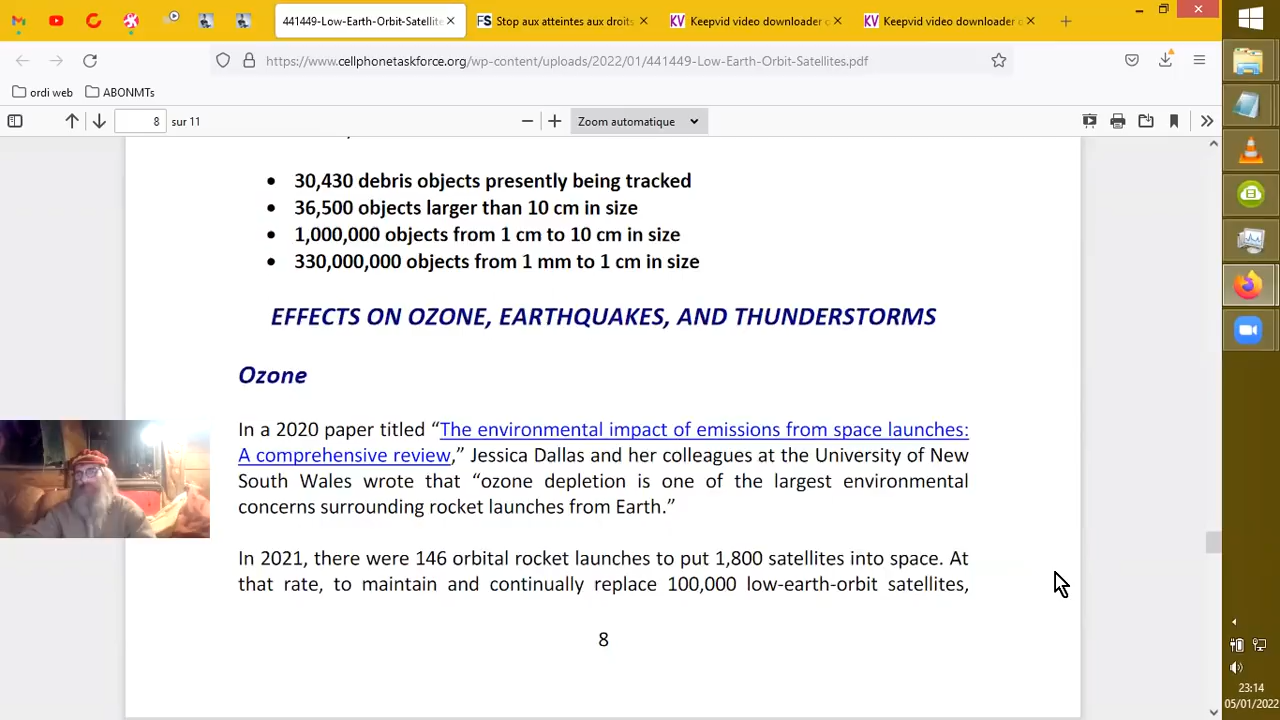 441449-Low-Earth-Orbit-Satellite
Stop aux atteintes aux droits
Keepvid video downloader
Keepvid video downloader
https://www.cellphonetaskforce.org/wp-content/uploads/2022/01/441449-Low-Earth-Orbit-Satellites.pdf
ordi web
ABONMTs
8 sur 11
Zoom automatique
• 30,430 debris objects presently being tracked
• 36,500 objects larger than 10 cm in size
• 1,000,000 objects from 1 cm to 10 cm in size
• 330,000,000 objects from 1 mm to 1 cm in size
EFFECTS ON OZONE, EARTHQUAKES, AND THUNDERSTORMS
Ozone
In a 2020 paper titled “The environmental impact of emissions from space launches:
A comprehensive review,” Jessica Dallas and her colleagues at the University of New
South Wales wrote that “ozone depletion is one of the largest environmental
concerns surrounding rocket launches from Earth.”
In 2021, there were 146 orbital rocket launches to put 1,800 satellites into space. At
that rate, to maintain and continually replace 100,000 low-earth-orbit satellites,
8
23:14
05/01/2022